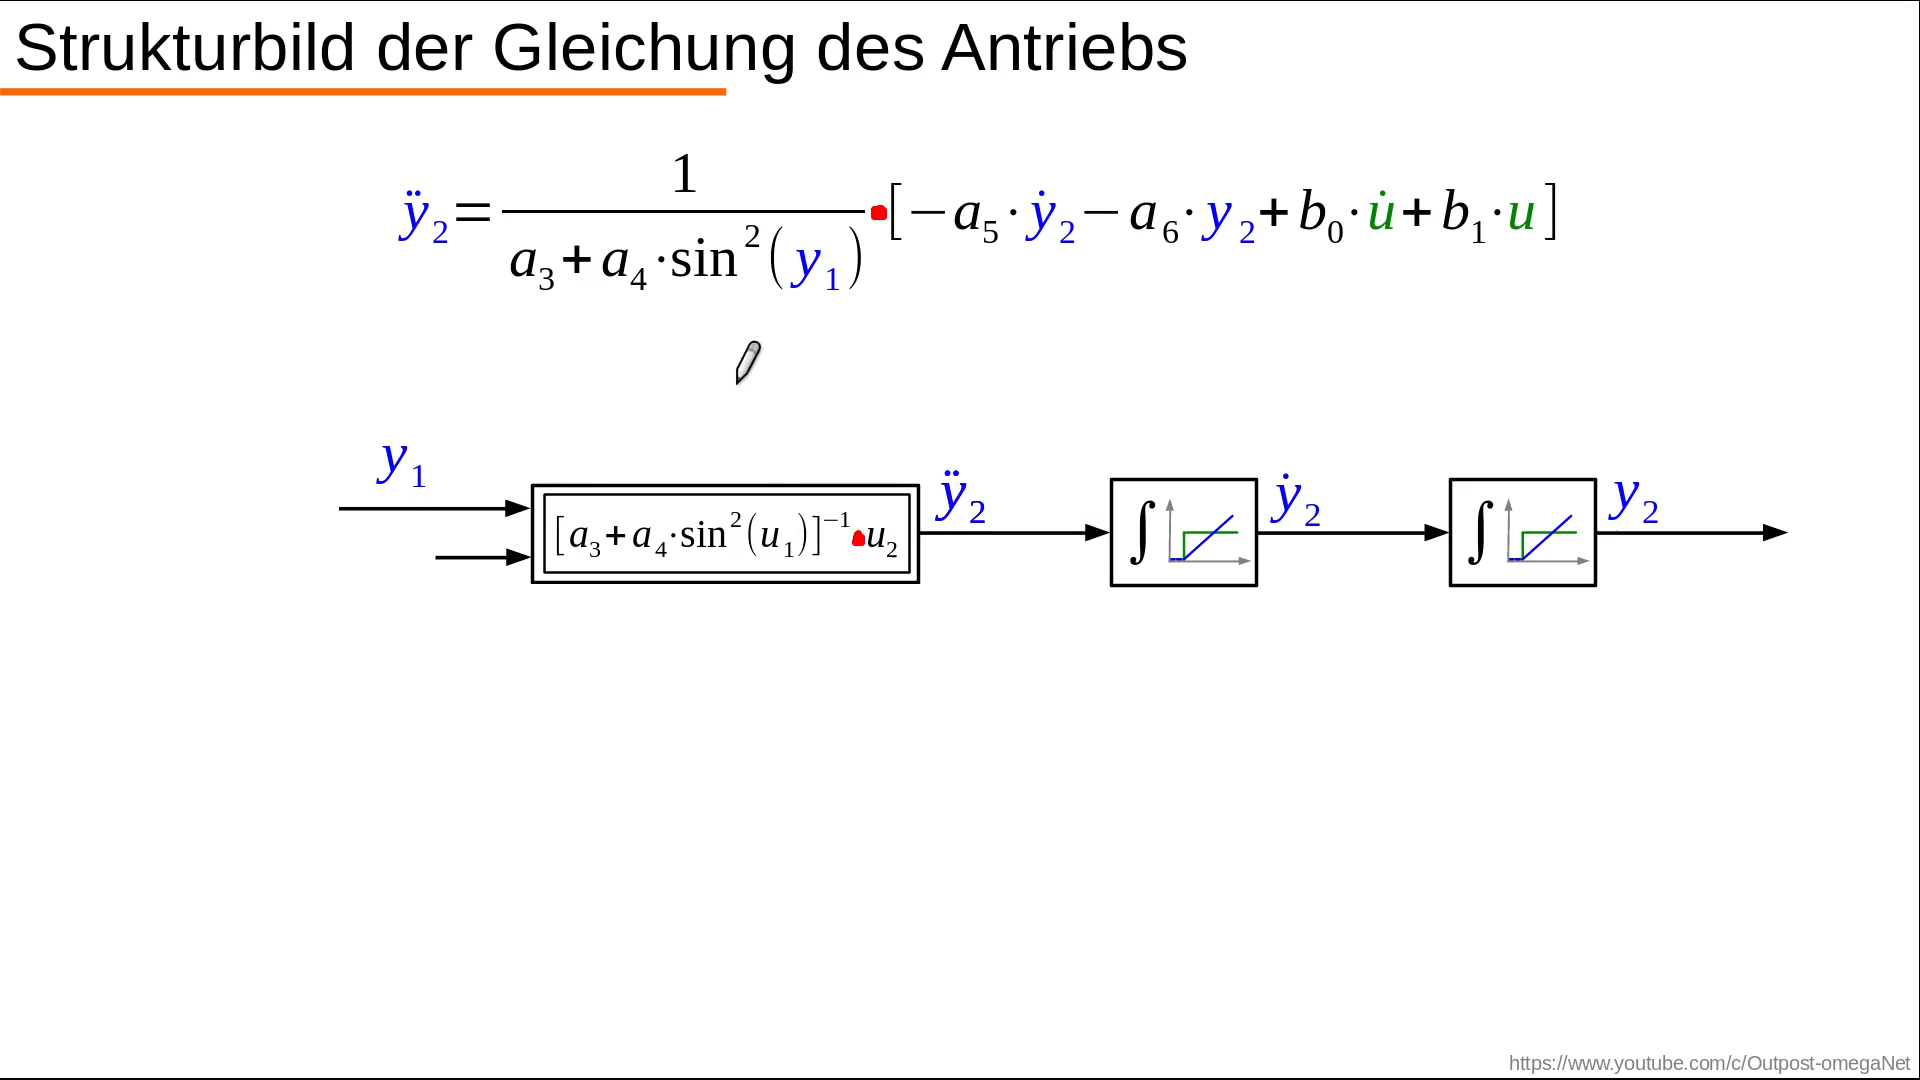 Strukturbild der Gleichung des Antriebs
ÿ₂ = 1 / (a₃ + a₄ · sin²(y₁)) · [−a₅ · ẏ₂ − a₆ · y₂ + b₀ · u̇ + b₁ · u]
y₁
[a₃ + a₄ · sin²(u₁)]⁻¹ · u₂
ÿ₂
∫
ẏ₂
∫
y₂
https://www.youtube.com/c/Outpost-omegaNet